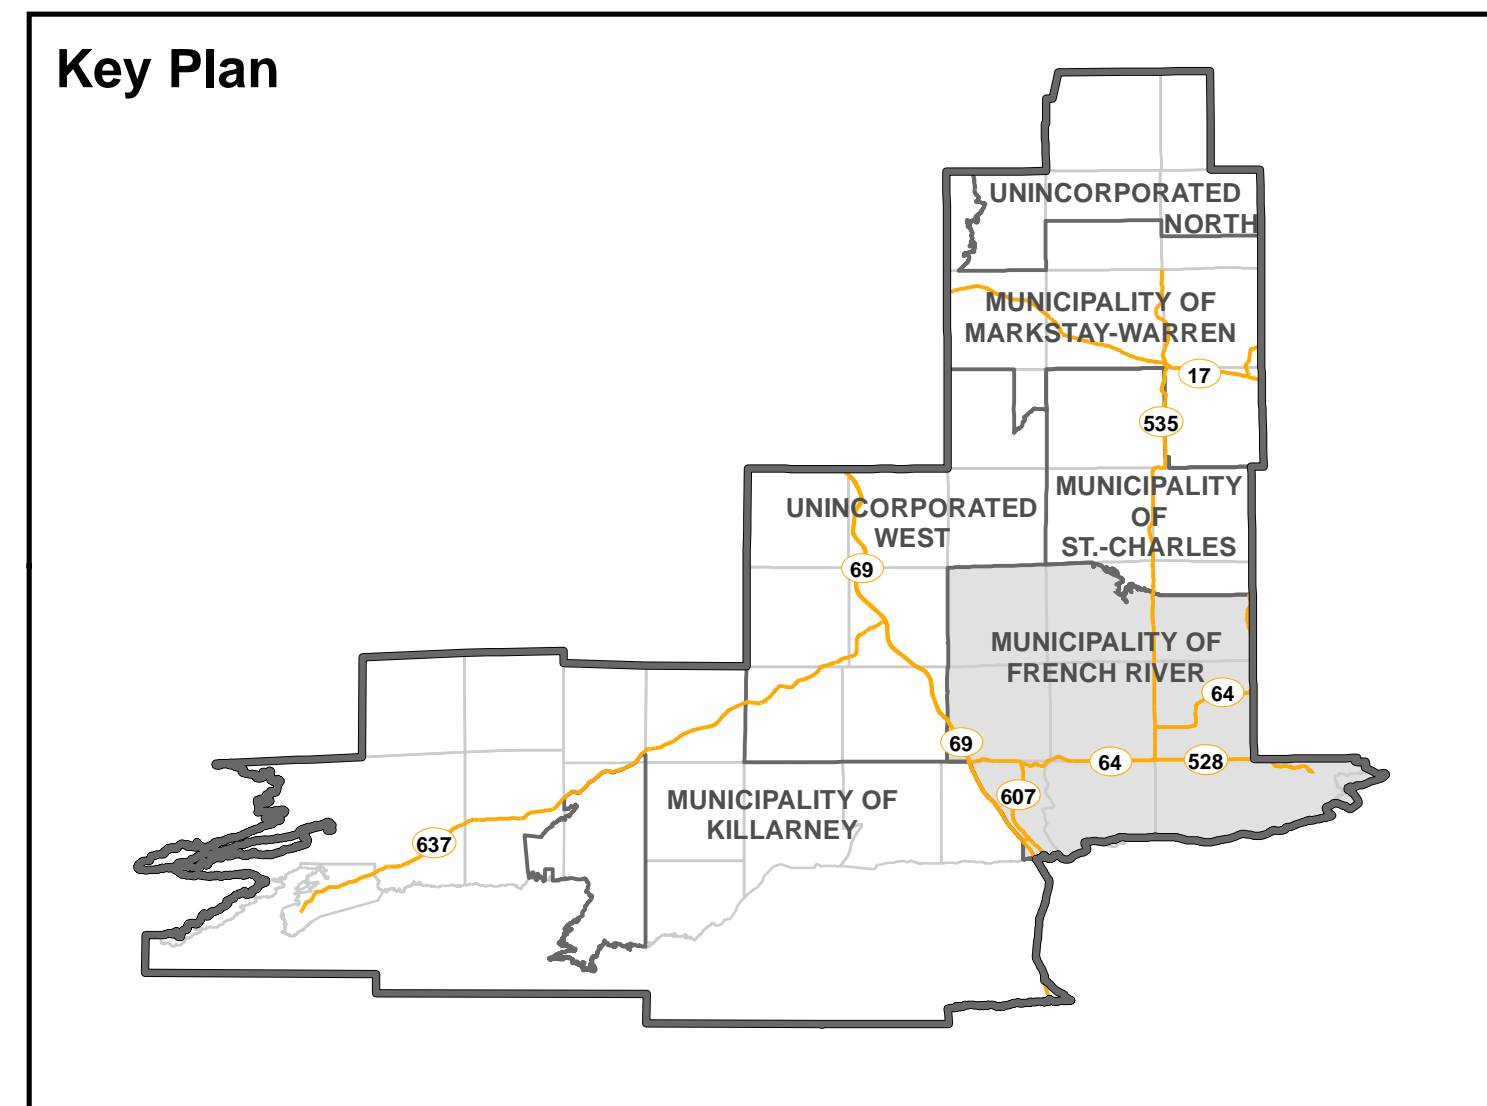 Key Plan
UNINCORPORATED
NORTH
MUNICIPALITY OF
MARKSTAY-WARREN
17
535
MUNICIPALITY
OF
ST.-CHARLES
UNINCORPORATED
WEST
69
MUNICIPALITY OF
FRENCH RIVER
64
69
64
528
607
MUNICIPALITY OF
KILLARNEY
637